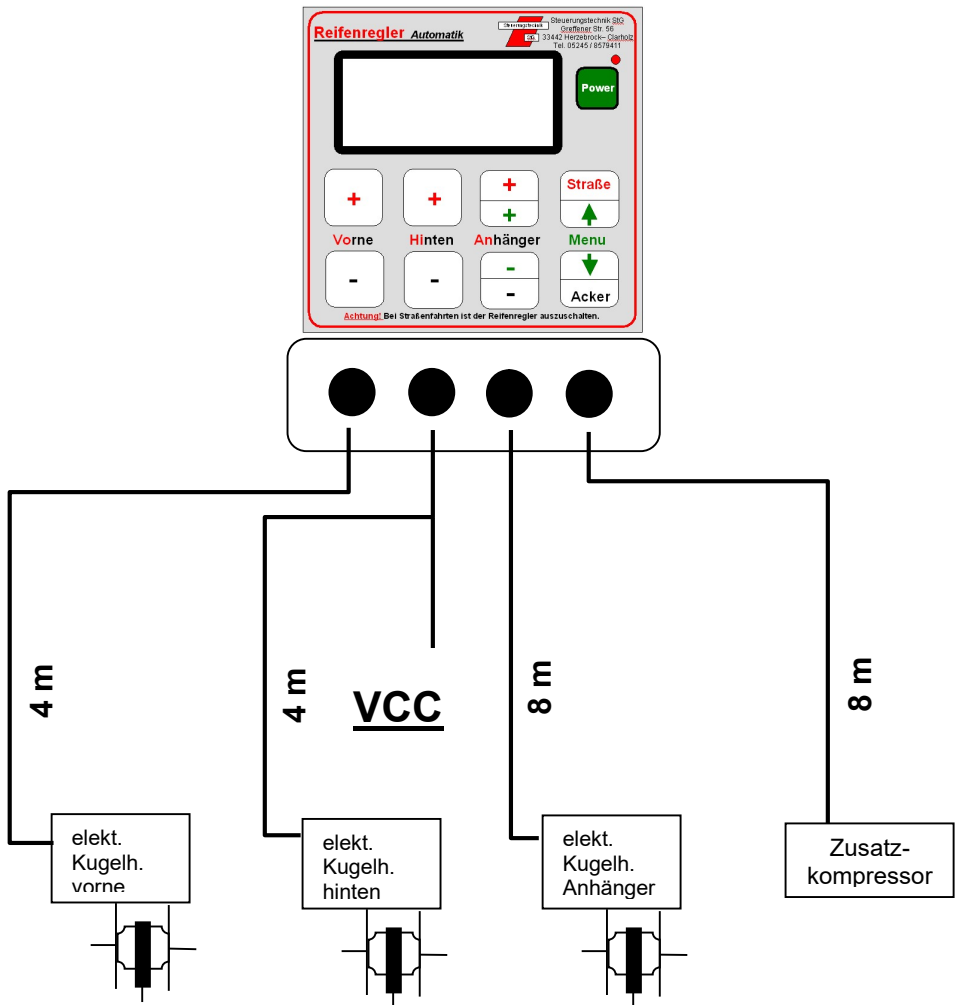 Reifenregler Automatik
Steuerungstechnik
StG
Steuerungstechnik StG
Greffener Str. 56
33442 Herzebrock– Clarholz
Tel. 05245 / 8579411
Power
+ + + Straße
+
Vorne Hinten Anhänger Menu
- - -
- Acker
Achtung! Bei Straßenfahrten ist der Reifenregler auszuschalten.
4 m
4 m
VCC
8 m
8 m
elekt.
Kugelh.
vorne
elekt.
Kugelh.
hinten
elekt.
Kugelh.
Anhänger
Zusatz-
kompressor